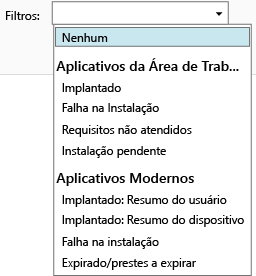 Filtros:
Nenhum
Aplicativos da Área de Trab...
Implantado
Falha na Instalação
Requisitos não atendidos
Instalação pendente
Aplicativos Modernos
Implantado: Resumo do usuário
Implantado: Resumo do dispositivo
Falha na instalação
Expirado/prestes a expirar